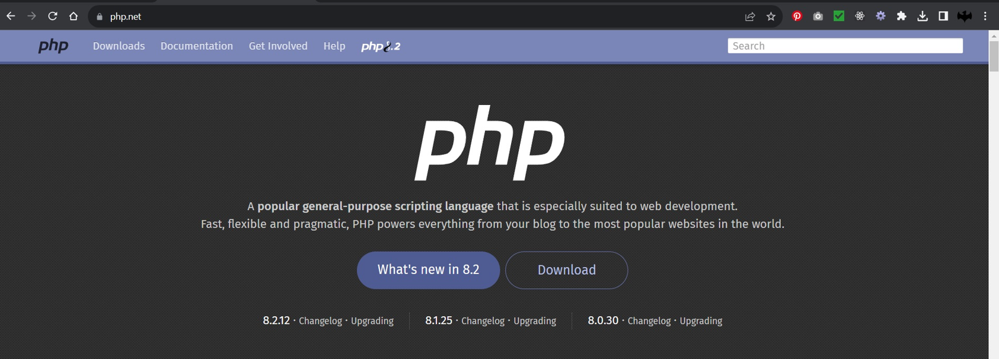 php.net
php Downloads Documentation Get Involved Help php8.2 Search
php
A popular general-purpose scripting language that is especially suited to web development.
Fast, flexible and pragmatic, PHP powers everything from your blog to the most popular websites in the world.
What's new in 8.2 Download
8.2.12 · Changelog · Upgrading 8.1.25 · Changelog · Upgrading 8.0.30 · Changelog · Upgrading